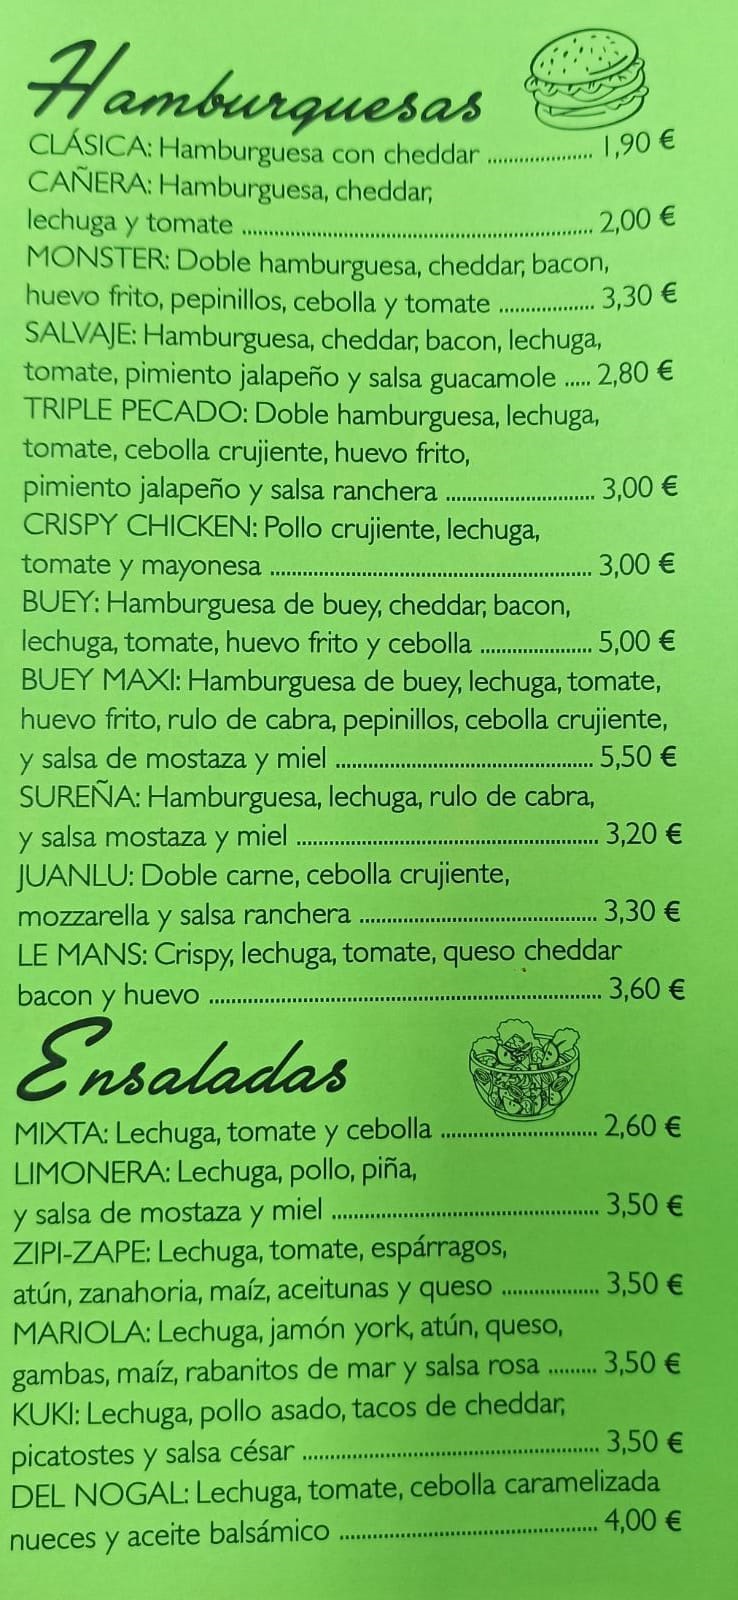 Hamburguesas
CLÁSICA: Hamburguesa con cheddar .................... 1,90 €
CAÑERA: Hamburguesa, cheddar,
lechuga y tomate .................... 2,00 €
MONSTER: Doble hamburguesa, cheddar, bacon,
huevo frito, pepinillos, cebolla y tomate .................. 3,30 €
SALVAJE: Hamburguesa, cheddar, bacon, lechuga,
tomate, pimiento jalapeño y salsa guacamole ..... 2,80 €
TRIPLE PECADO: Doble hamburguesa, lechuga,
tomate, cebolla crujiente, huevo frito,
pimiento jalapeño y salsa ranchera .................... 3,00 €
CRISPY CHICKEN: Pollo crujiente, lechuga,
tomate y mayonesa .................... 3,00 €
BUEY: Hamburguesa de buey, cheddar, bacon,
lechuga, tomate, huevo frito y cebolla .................... 5,00 €
BUEY MAXI: Hamburguesa de buey, lechuga, tomate,
huevo frito, rulo de cabra, pepinillos, cebolla crujiente,
y salsa de mostaza y miel .................... 5,50 €
SUREÑA: Hamburguesa, lechuga, rulo de cabra,
y salsa mostaza y miel .................... 3,20 €
JUANLU: Doble carne, cebolla crujiente,
mozzarella y salsa ranchera .................... 3,30 €
LE MANS: Crispy, lechuga, tomate, queso cheddar
bacon y huevo .................... 3,60 €
Ensaladas
MIXTA: Lechuga, tomate y cebolla .................... 2,60 €
LIMONERA: Lechuga, pollo, piña,
y salsa de mostaza y miel .................... 3,50 €
ZIPI-ZAPE: Lechuga, tomate, espárragos,
atún, zanahoria, maíz, aceitunas y queso .................. 3,50 €
MARIOLA: Lechuga, jamón york, atún, queso,
gambas, maíz, rabanitos de mar y salsa rosa ......... 3,50 €
KUKI: Lechuga, pollo asado, tacos de cheddar,
picatostes y salsa césar .................... 3,50 €
DEL NOGAL: Lechuga, tomate, cebolla caramelizada
nueces y aceite balsámico .................... 4,00 €